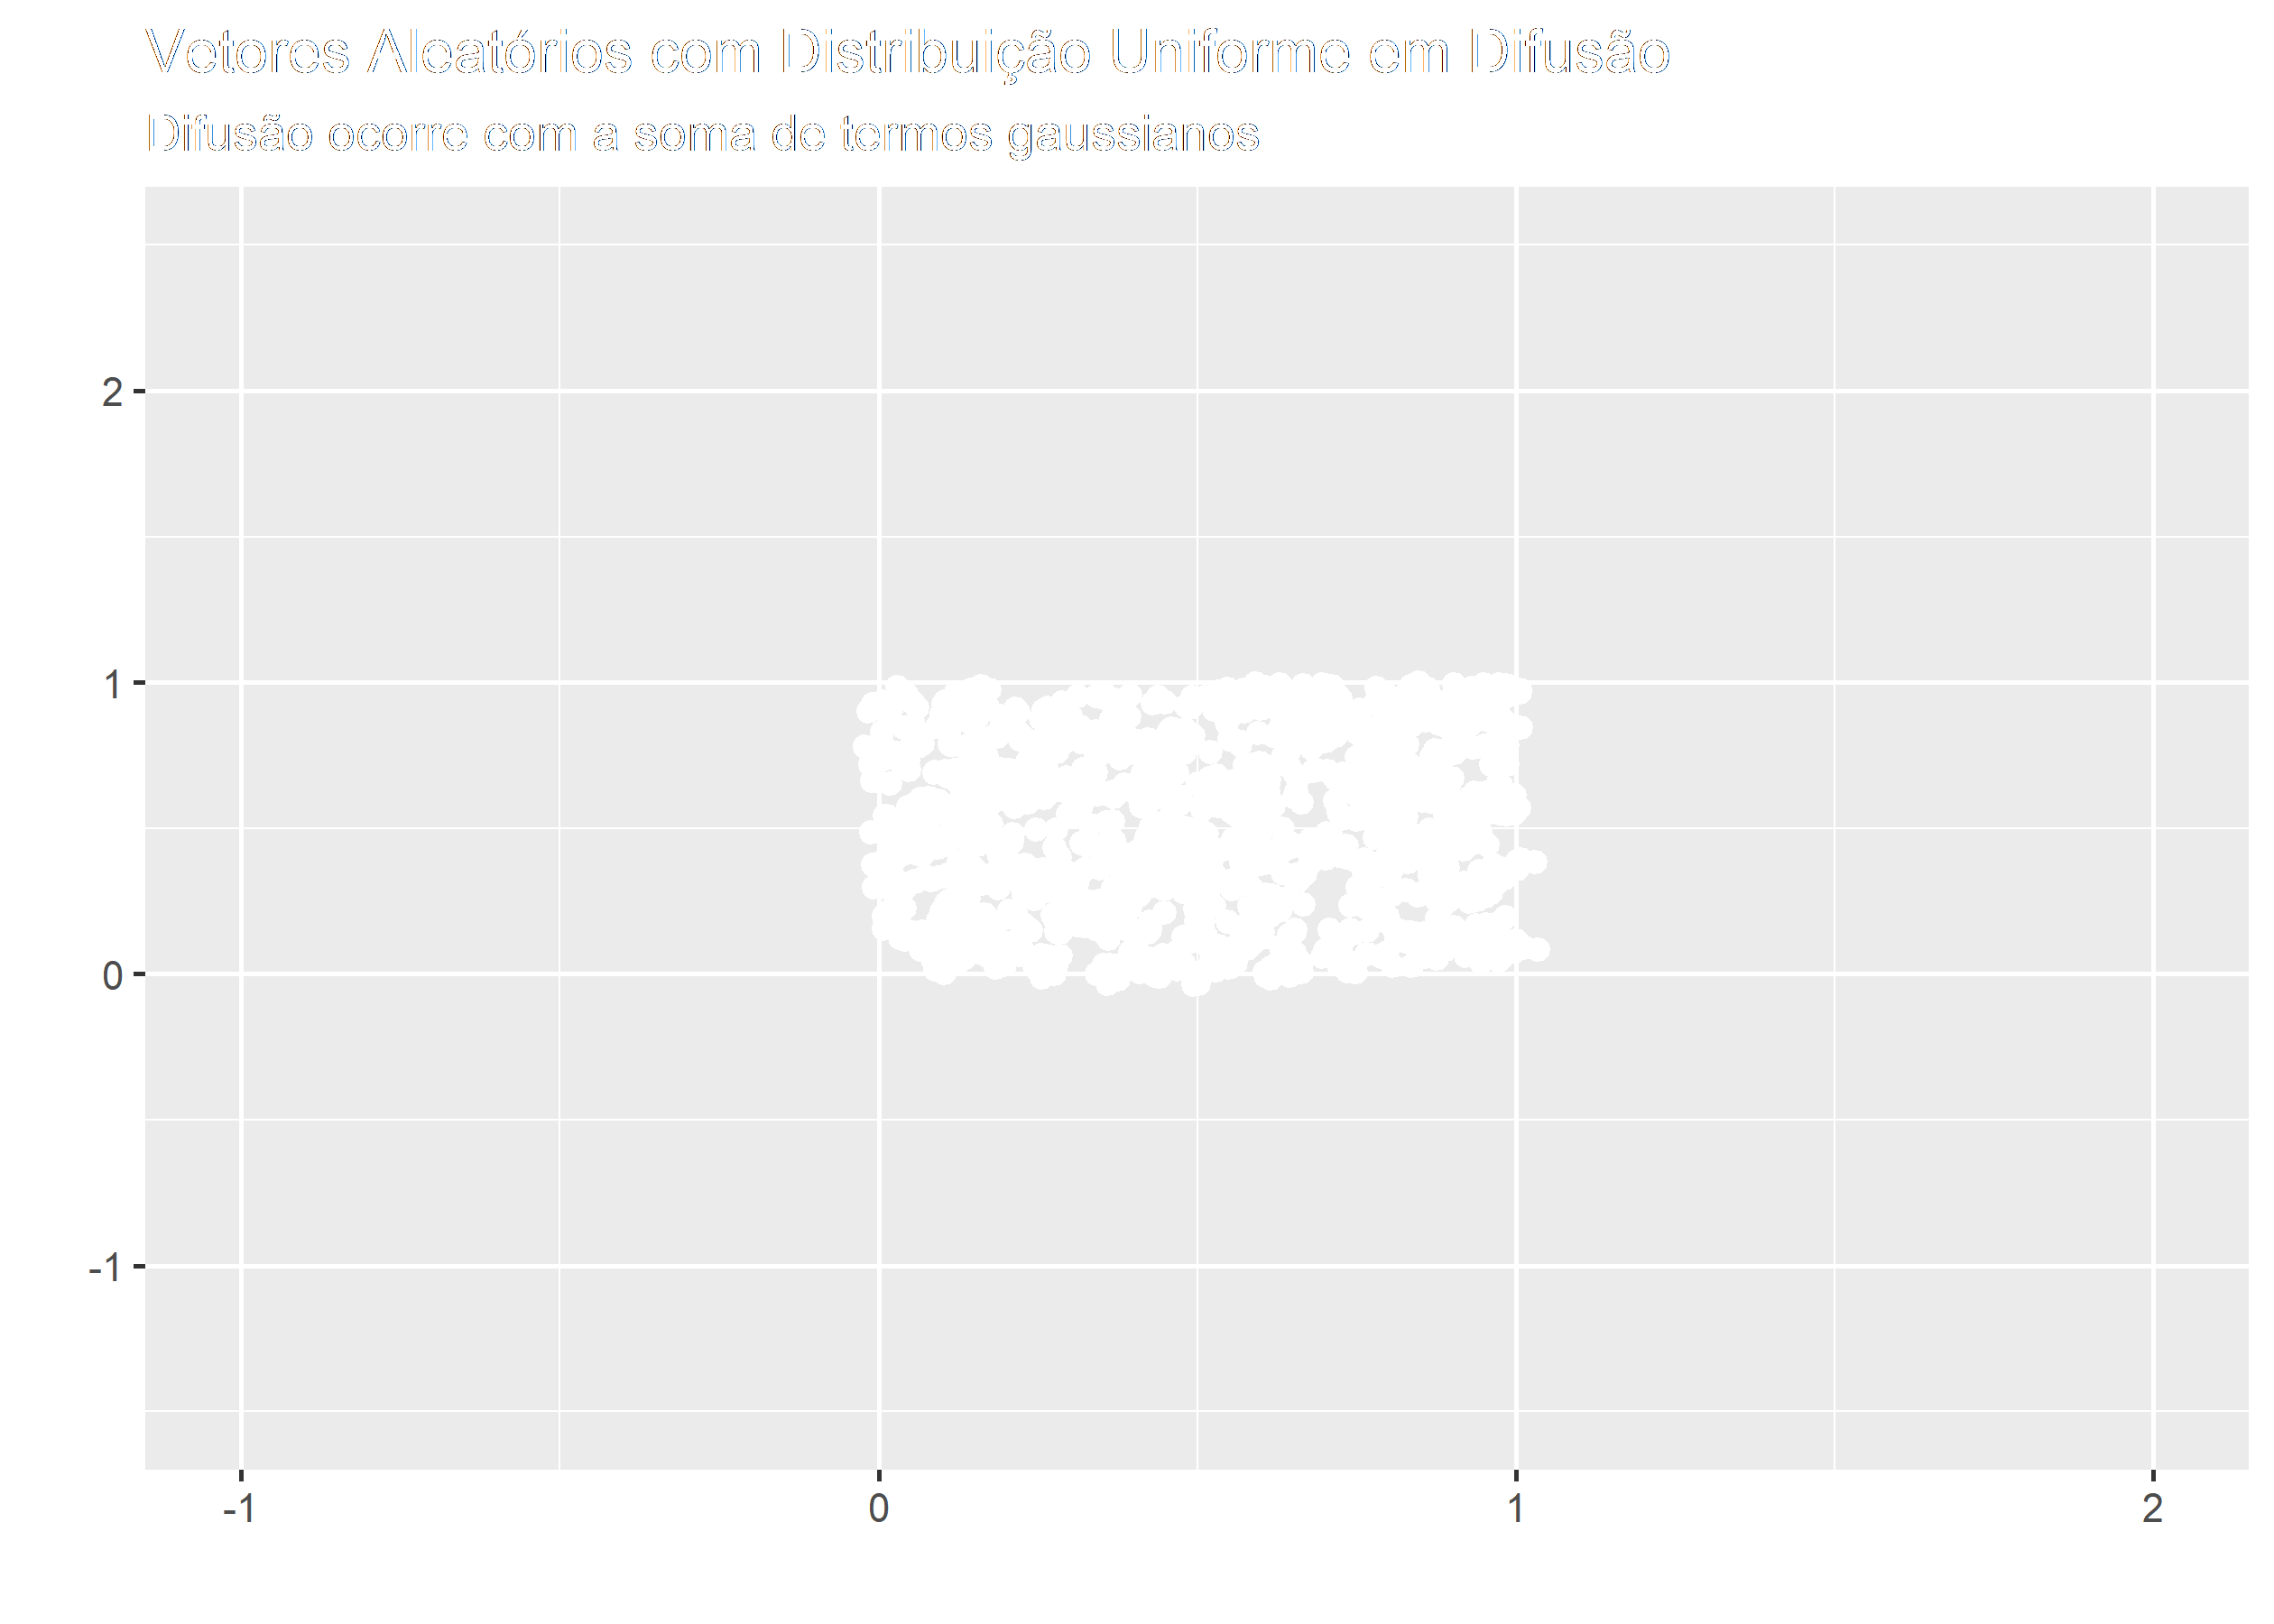 Vetores Aleatórios com Distribuição Uniforme em Difusão
Difusão ocorre com a soma de termos gaussianos
2
1
0
-1
-1 0 1 2